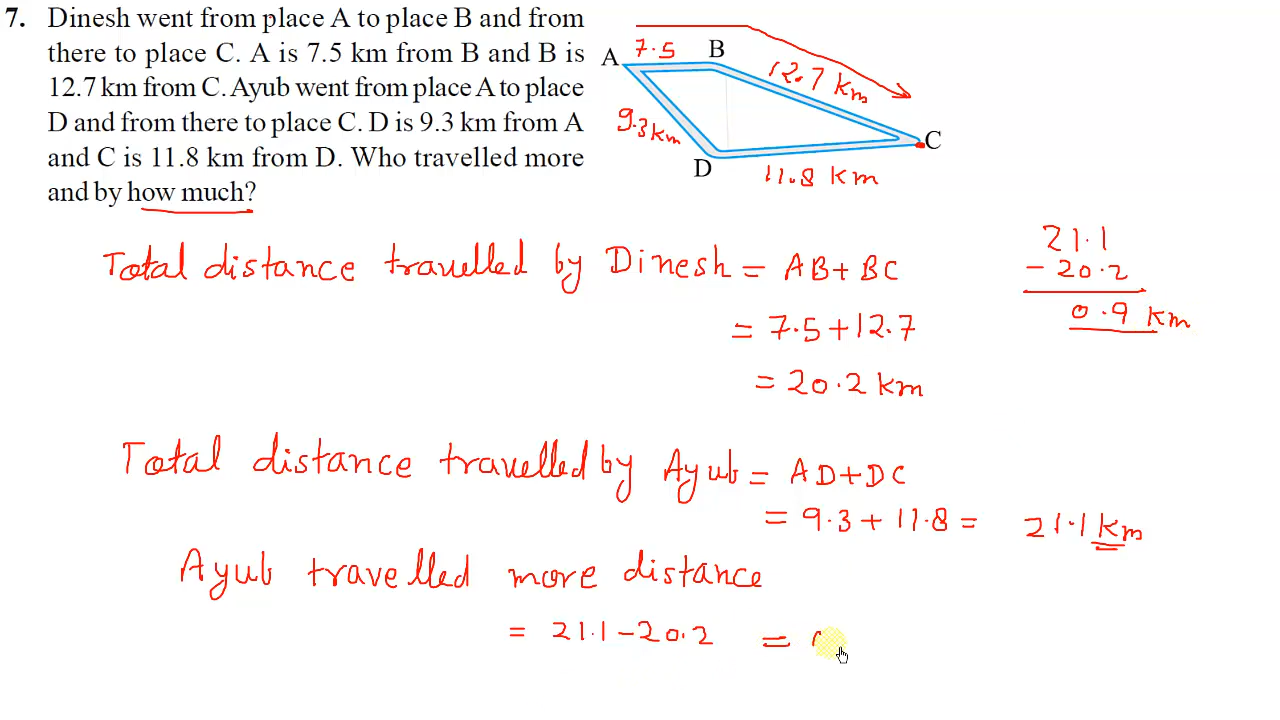 7. Dinesh went from place A to place B and from
there to place C. A is 7.5 km from B and B is
12.7 km from C. Ayub went from place A to place
D and from there to place C. D is 9.3 km from A
and C is 11.8 km from D. Who travelled more
and by how much?
A 7.5 B
12.7 km
9.3 km
C
D 11.8 km
Total distance travelled by Dinesh = AB + BC
= 7.5 + 12.7
= 20.2 km
21.1
- 20.2
0.9 km
Total distance travelled by Ayub = AD + DC
= 9.3 + 11.8 = 21.1 km
Ayub travelled more distance
= 21.1 - 20.2 =